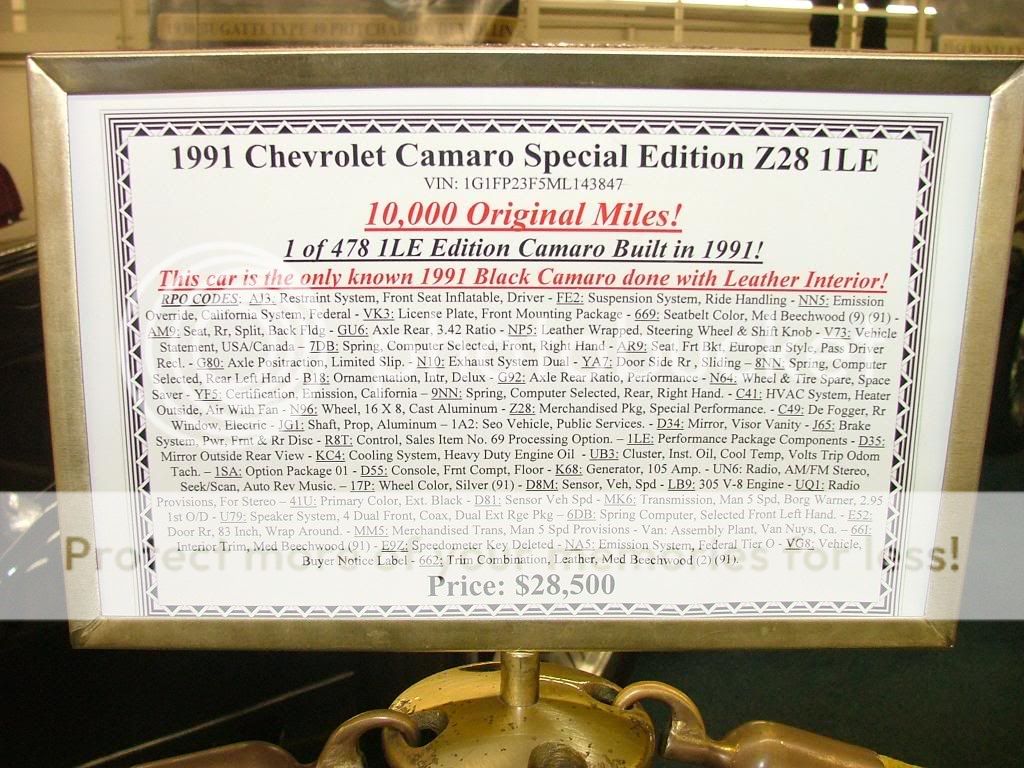 1991 Chevrolet Camaro Special Edition Z28 1LE
VIN: 1G1FP23F5ML143847
10,000 Original Miles!
1 of 478 1LE Edition Camaro Built in 1991!
This car is the only known 1991 Black Camaro done with Leather Interior!
RPO CODES: AJ3: Restraint System, Front Seat Inflatable, Driver - FE2: Suspension System, Ride Handling - NN5: Emission
Override, California System, Federal - VK3: License Plate, Front Mounting Package - 669: Seatbelt Color, Med Beechwood (9) (91) -
AM9: Seat, Rr, Split, Back Fldg - GU6: Axle Rear, 3.42 Ratio - NP5: Leather Wrapped, Steering Wheel & Shift Knob - V73: Vehicle
Statement, USA/Canada – 7DB: Spring, Computer Selected, Front, Right Hand - AR9: Seat, Frt Bkt, European Style, Pass Driver
Recl. - G80: Axle Positraction, Limited Slip. - N10: Exhaust System Dual - YA7: Door Side Rr , Sliding – 8NN: Spring, Computer
Selected, Rear Left Hand - B18: Ornamentation, Intr, Delux - G92: Axle Rear Ratio, Performance - N64: Wheel & Tire Spare, Space
Saver - YF5: Certification, Emission, California – 9NN: Spring, Computer Selected, Rear, Right Hand. - C41: HVAC System, Heater
Outside, Air With Fan - N96: Wheel, 16 X 8, Cast Aluminum - Z28: Merchandised Pkg, Special Performance. - C49: De Fogger, Rr
Window, Electric - JG1: Shaft, Prop, Aluminum – 1A2: Seo Vehicle, Public Services. - D34: Mirror, Visor Vanity - J65: Brake
System, Pwr, Frnt & Rr Disc - R8T: Control, Sales Item No. 69 Processing Option. – 1LE: Performance Package Components - D35:
Mirror Outside Rear View - KC4: Cooling System, Heavy Duty Engine Oil - UB3: Cluster, Inst. Oil, Cool Temp, Volts Trip Odom
Tach. – 1SA: Option Package 01 - D55: Console, Frnt Compt, Floor - K68: Generator, 105 Amp. - UN6: Radio, AM/FM Stereo,
Seek/Scan, Auto Rev Music. – 17P: Wheel Color, Silver (91) - D8M: Sensor, Veh, Spd - LB9: 305 V-8 Engine - UQ1: Radio
Provisions, For Stereo – 41U: Primary Color, Ext. Black - D81: Sensor Veh Spd - MK6: Transmission, Man 5 Spd, Borg Warner, 2.95
1st O/D - U79: Speaker System, 4 Dual Front, Coax, Dual Ext Rge Pkg – 6DB: Spring Computer, Selected Front Left Hand. - E52:
Door Rr, 83 Inch, Wrap Around. - MM5: Merchandised Trans, Man 5 Spd Provisions - Van: Assembly Plant, Van Nuys, Ca. – 66I:
Interior Trim, Med Beechwood (91) - E9Z: Speedometer Key Deleted - NA5: Emission System, Federal Tier O - VG8: Vehicle,
Buyer Notice Label - 662: Trim Combination, Leather, Med Beechwood (2) (91).
Price: $28,500